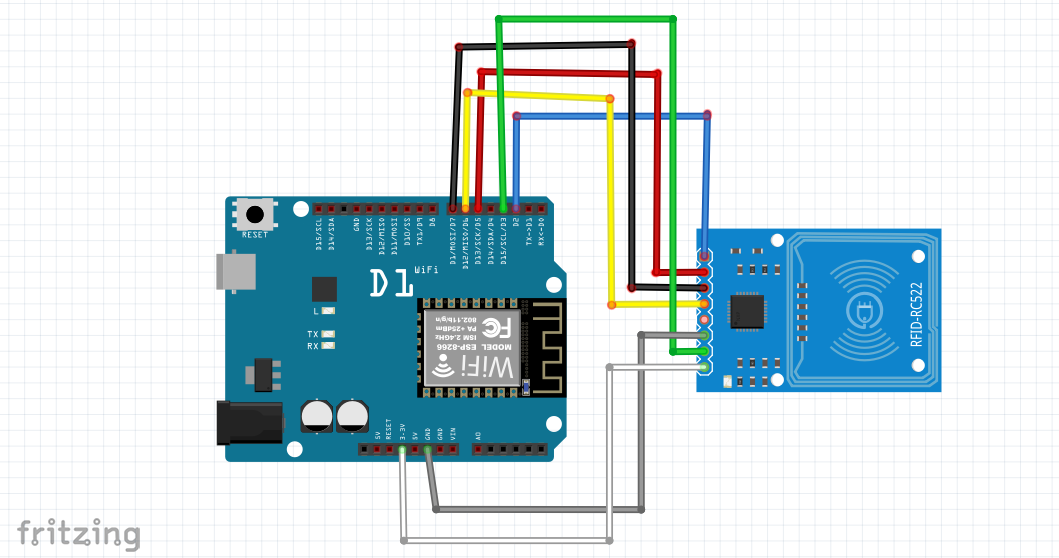 RESET
D15/SCL
D14/SDA
GND
D13/SCK
D12/MISO
D11/MOSI
D10/SS
TX1/D9
D8
D1/MOSI/D7
D12/MISO/D6
D13/SCK/D5
D14/SDA/D4
D15/SCL/D3
D2
TX->D1
RX<-D0
D1 WiFi
L
TX
RX
MODEL ESP-8266
ISM 2.4GHz
PA +25dBm
802.11b/g/n
FC
WiFi
RFID-RC522
5V
RESET
3-3V
5V
GND
GND
VIN
A0
fritzing